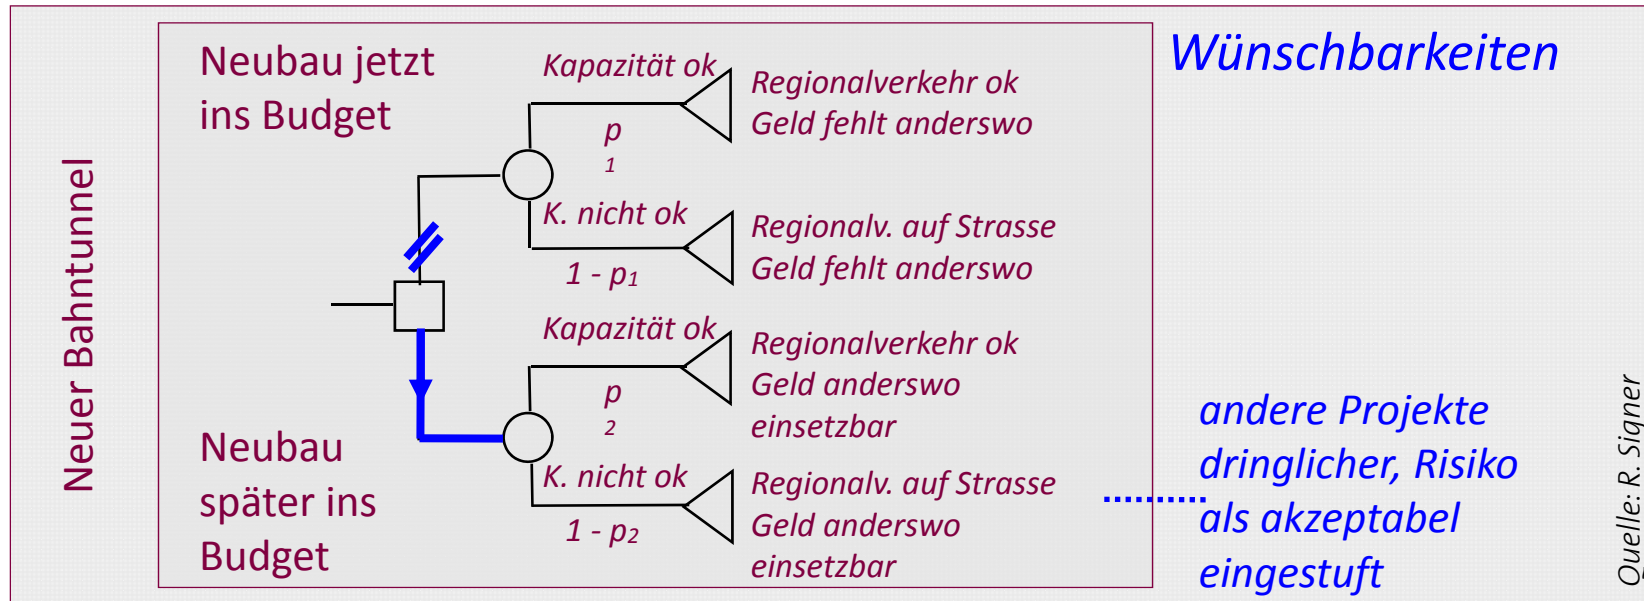 Neuer Bahntunnel
Neubau jetzt
ins Budget
Kapazität ok
p
1
Regionalverkehr ok
Geld fehlt anderswo
K. nicht ok
1 - p1
Regionalv. auf Strasse
Geld fehlt anderswo
Neubau
später ins
Budget
Kapazität ok
p
2
Regionalverkehr ok
Geld anderswo
einsetzbar
K. nicht ok
1 - p2
Regionalv. auf Strasse
Geld anderswo
einsetzbar
Wünschbarkeiten
andere Projekte
dringlicher, Risiko
als akzeptabel
eingestuft
Quelle: R. Signer